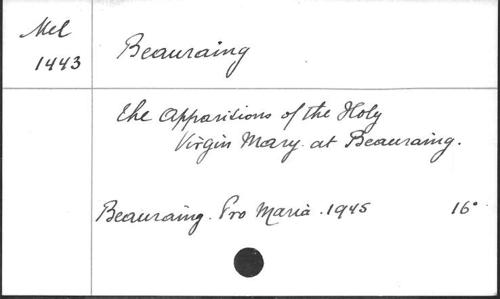 Mel
1443
Beauraing
The Apparitions of the Holy
Virgin Mary. at Beauraing.
Beauraing. Pro Maria. 1945 16°